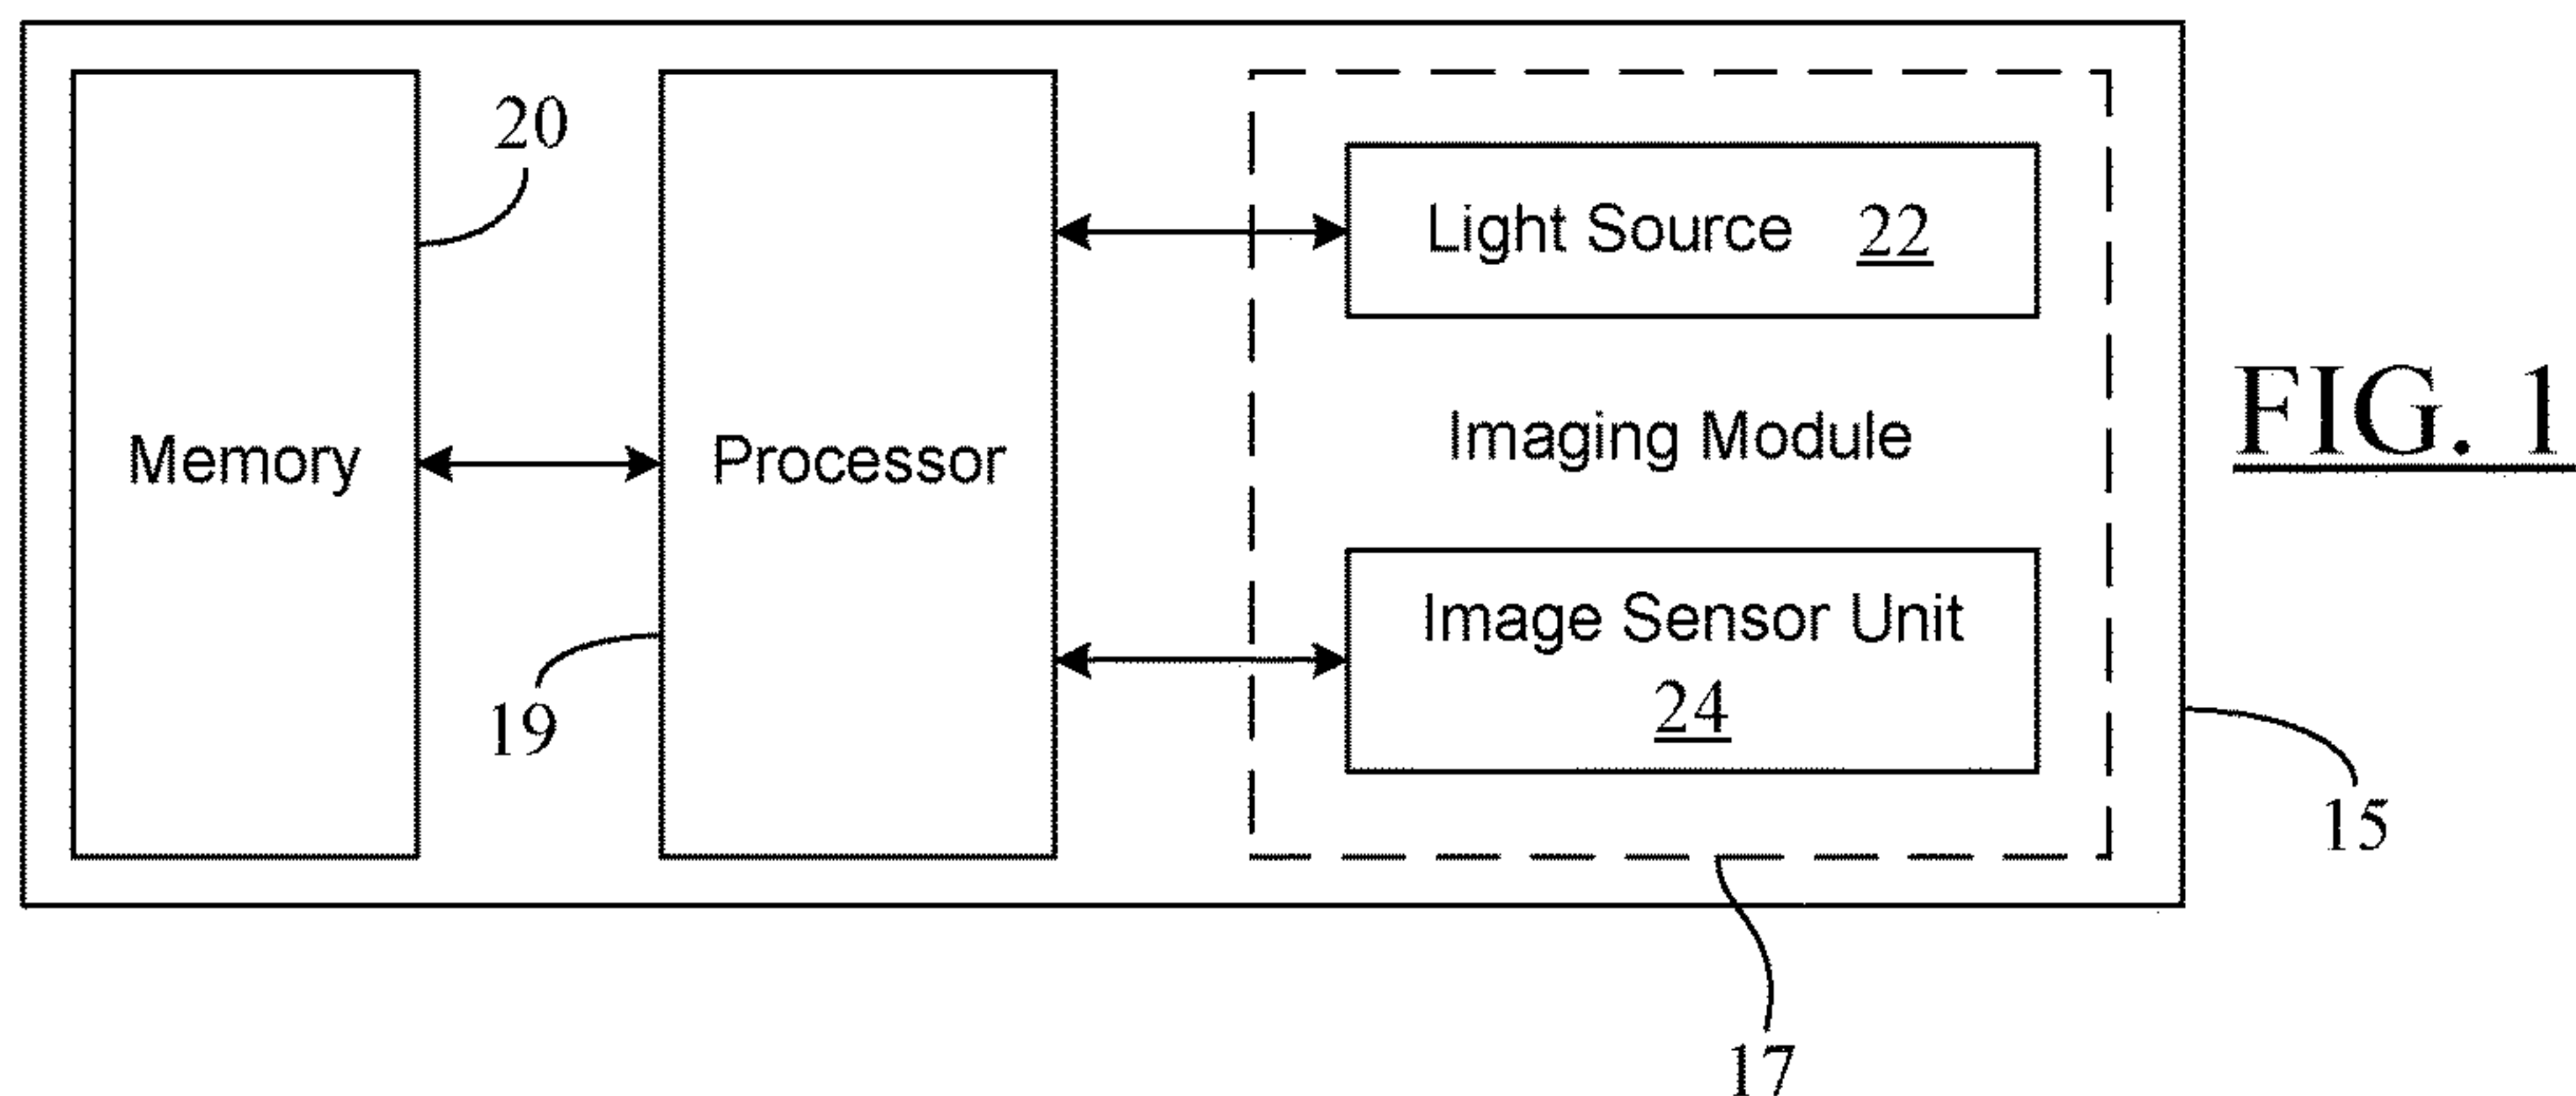 20
Light Source 22
Memory
Processor
Imaging Module
FIG. 1
Image Sensor Unit
24
19
15
17